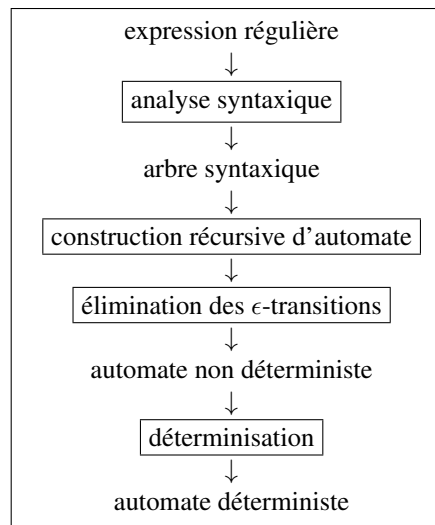 expression régulière
↓
analyse syntaxique
↓
arbre syntaxique
↓
construction récursive d'automate
↓
élimination des ϵ-transitions
↓
automate non déterministe
↓
déterminisation
↓
automate déterministe